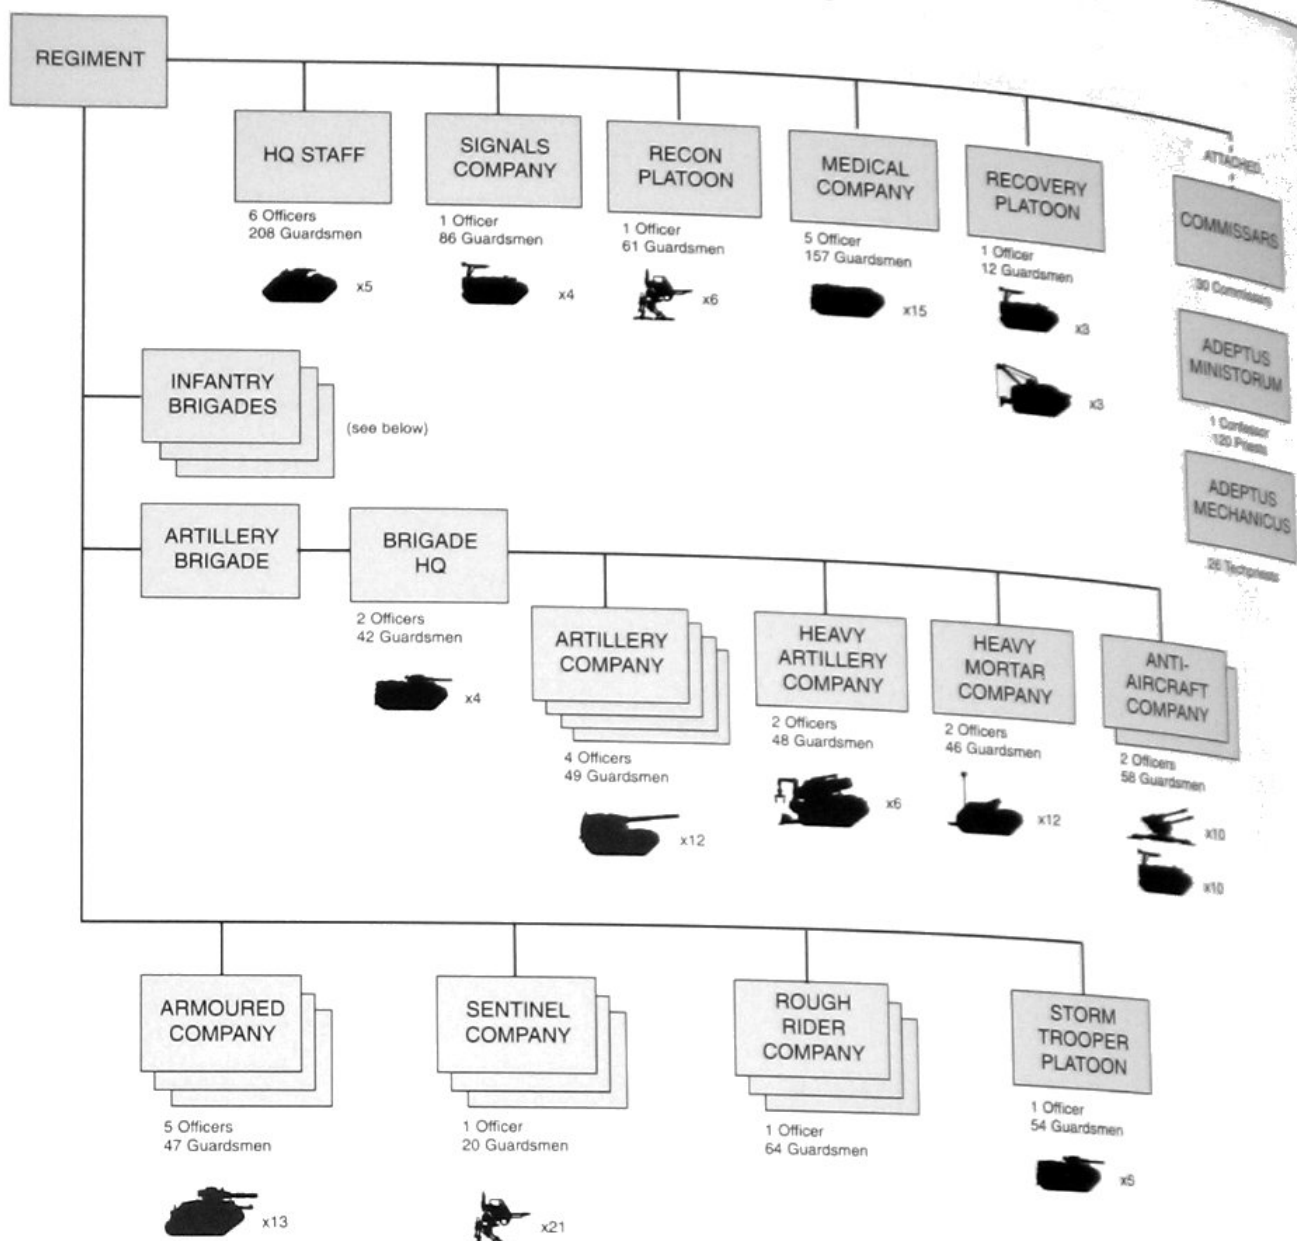 REGIMENT
HQ STAFF
6 Officers
208 Guardsmen
x5
SIGNALS
COMPANY
1 Officer
86 Guardsmen
x4
RECON
PLATOON
1 Officer
61 Guardsmen
x6
MEDICAL
COMPANY
5 Officer
157 Guardsmen
x15
RECOVERY
PLATOON
1 Officer
12 Guardsmen
x3
x3
ATTACHED
COMMISSARS
30 Commissars
ADEPTUS
MINISTORUM
1 Confessor
120 Priests
ADEPTUS
MECHANICUS
26 Techpriests
INFANTRY
BRIGADES
(see below)
ARTILLERY
BRIGADE
BRIGADE
HQ
2 Officers
42 Guardsmen
x4
ARTILLERY
COMPANY
4 Officers
49 Guardsmen
x12
HEAVY
ARTILLERY
COMPANY
2 Officers
48 Guardsmen
x6
HEAVY
MORTAR
COMPANY
2 Officers
46 Guardsmen
x12
ANTI-
AIRCRAFT
COMPANY
2 Officers
58 Guardsmen
x10
x10
ARMOURED
COMPANY
5 Officers
47 Guardsmen
x13
SENTINEL
COMPANY
1 Officer
20 Guardsmen
x21
ROUGH
RIDER
COMPANY
1 Officer
64 Guardsmen
STORM
TROOPER
PLATOON
1 Officer
54 Guardsmen
x5